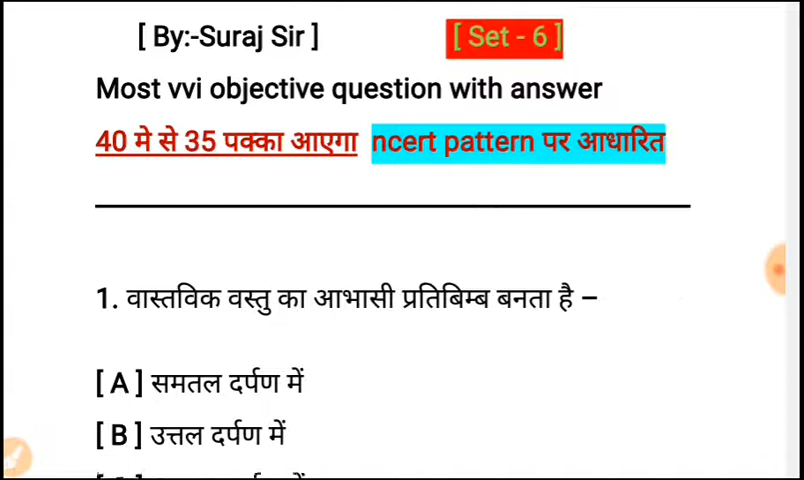 [ By:-Suraj Sir ] [ Set - 6 ]
Most vvi objective question with answer
40 मे से 35 पक्का आएगा ncert pattern पर आधारित
1. वास्तविक वस्तु का आभासी प्रतिबिम्ब बनता है –
[ A ] समतल दर्पण में
[ B ] उत्तल दर्पण में